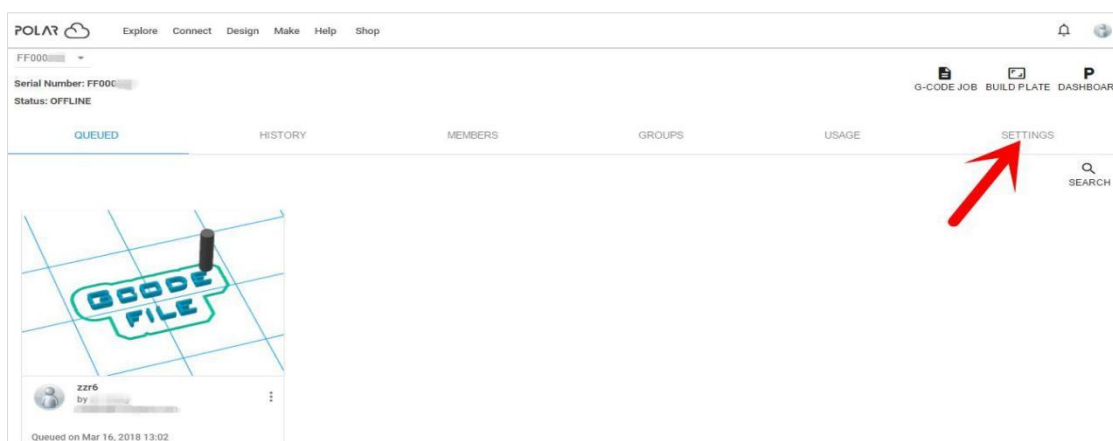 POLAR Explore Connect Design Make Help Shop
FF000
Serial Number: FF000
Status: OFFLINE
G-CODE JOB BUILD PLATE DASHBOAR
QUEUED HISTORY MEMBERS GROUPS USAGE SETTINGS
SEARCH
GCODE
FILE
zzr6
by
Queued on Mar 16, 2018 13:02